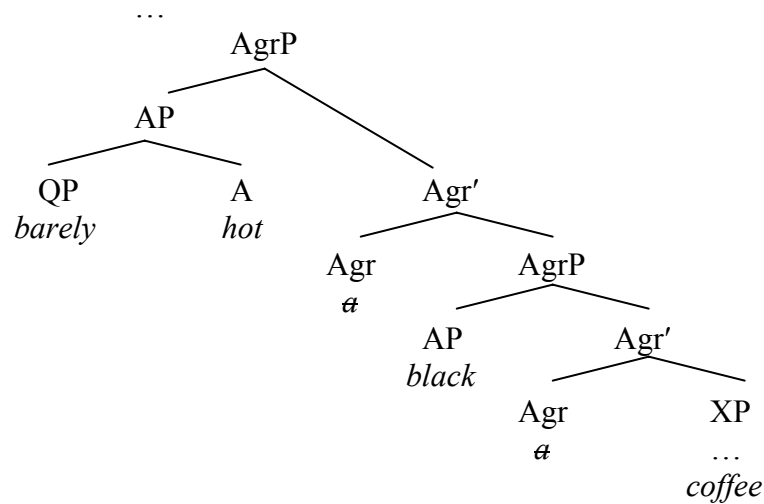 …
AgrP
AP
QP A Agr′
barely hot
Agr AgrP
a
AP Agr′
black
Agr XP
a …
coffee